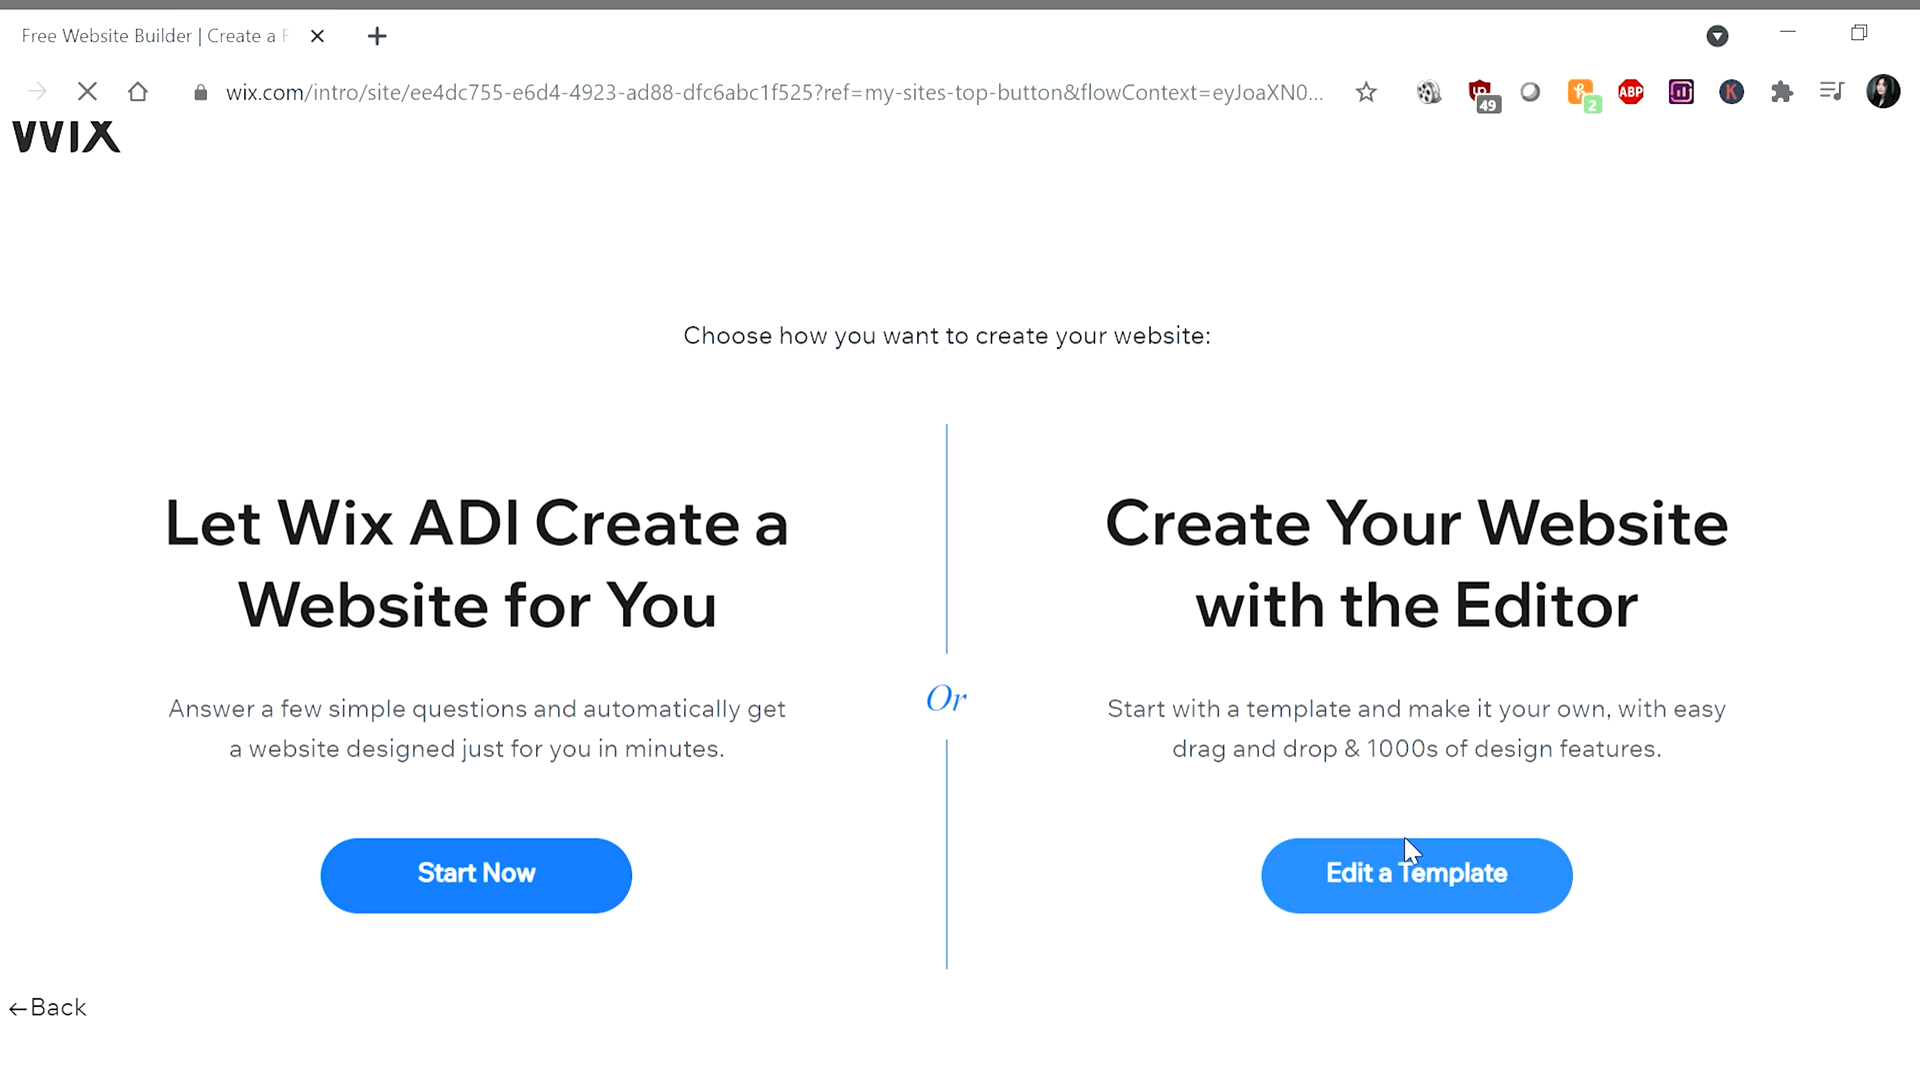 Free Website Builder | Create a F
wix.com/intro/site/ee4dc755-e6d4-4923-ad88-dfc6abc1f525?ref=my-sites-top-button&flowContext=eyJoaXN0...
49
2
ABP
K
WIX
Choose how you want to create your website:
Let Wix ADI Create a
Website for You
Answer a few simple questions and automatically get
a website designed just for you in minutes.
Start Now
Or
Create Your Website
with the Editor
Start with a template and make it your own, with easy
drag and drop & 1000s of design features.
Edit a Template
←Back